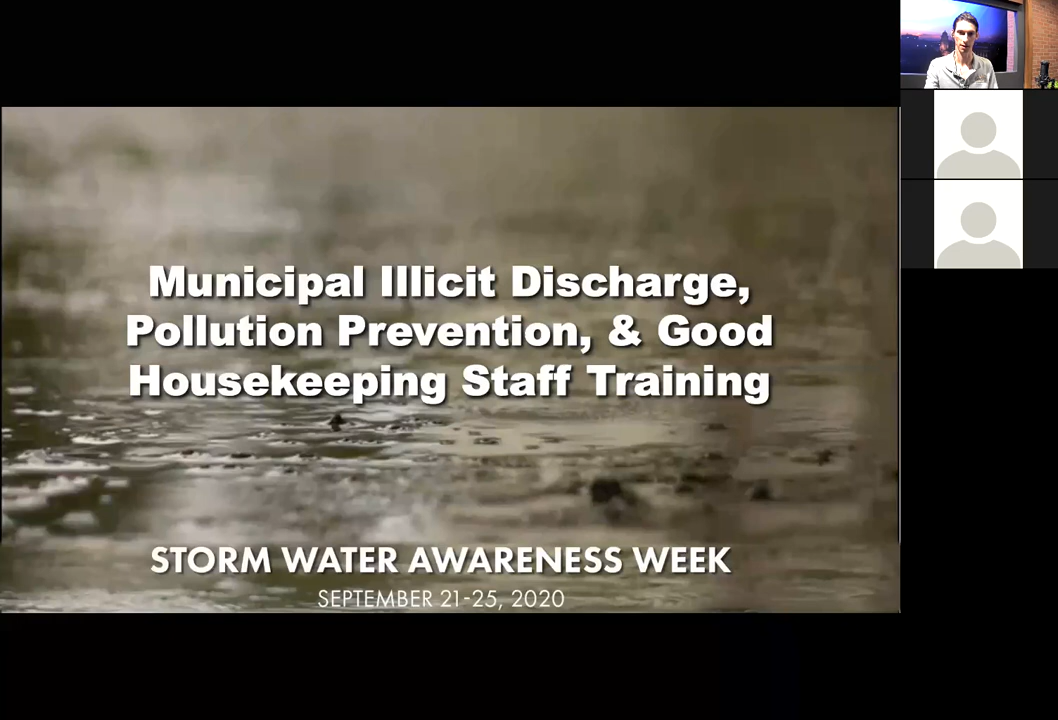 Municipal Illicit Discharge,
Pollution Prevention, & Good
Housekeeping Staff Training
STORM WATER AWARENESS WEEK
SEPTEMBER 21-25, 2020